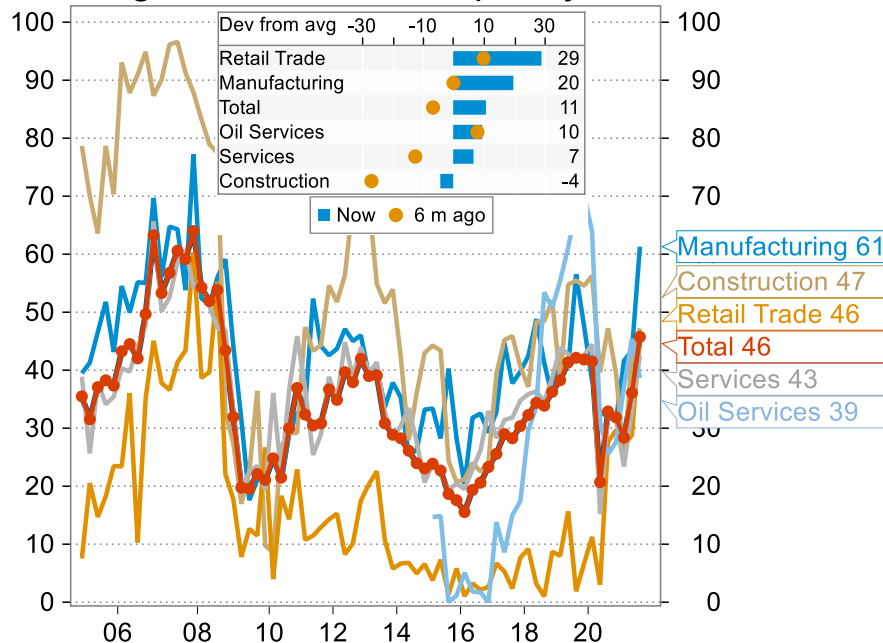 100
90
80
70
60
50
40
30
20
10
0
Dev from avg -30 -10 10 30
Retail Trade 29
Manufacturing 20
Total 11
Oil Services 10
Services 7
Construction -4
Now 6 m ago
100
90
80
70
60
50
40
30
20
10
0
Manufacturing 61
Construction 47
Retail Trade 46
Total 46
Services 43
Oil Services 39
06 08 10 12 14 16 18 20